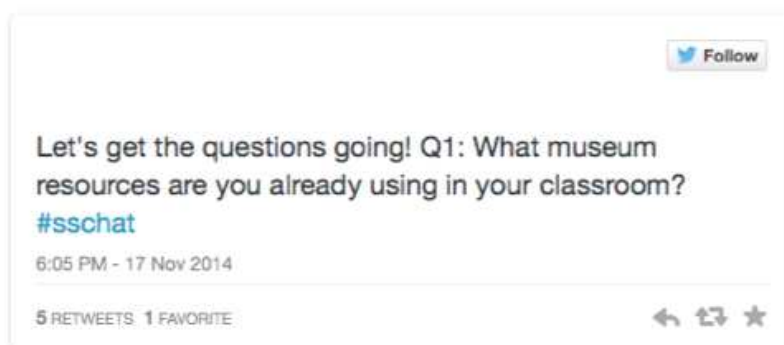 Follow
Let's get the questions going! Q1: What museum
resources are you already using in your classroom?
#sschat
6:05 PM - 17 Nov 2014
5 RETWEETS 1 FAVORITE